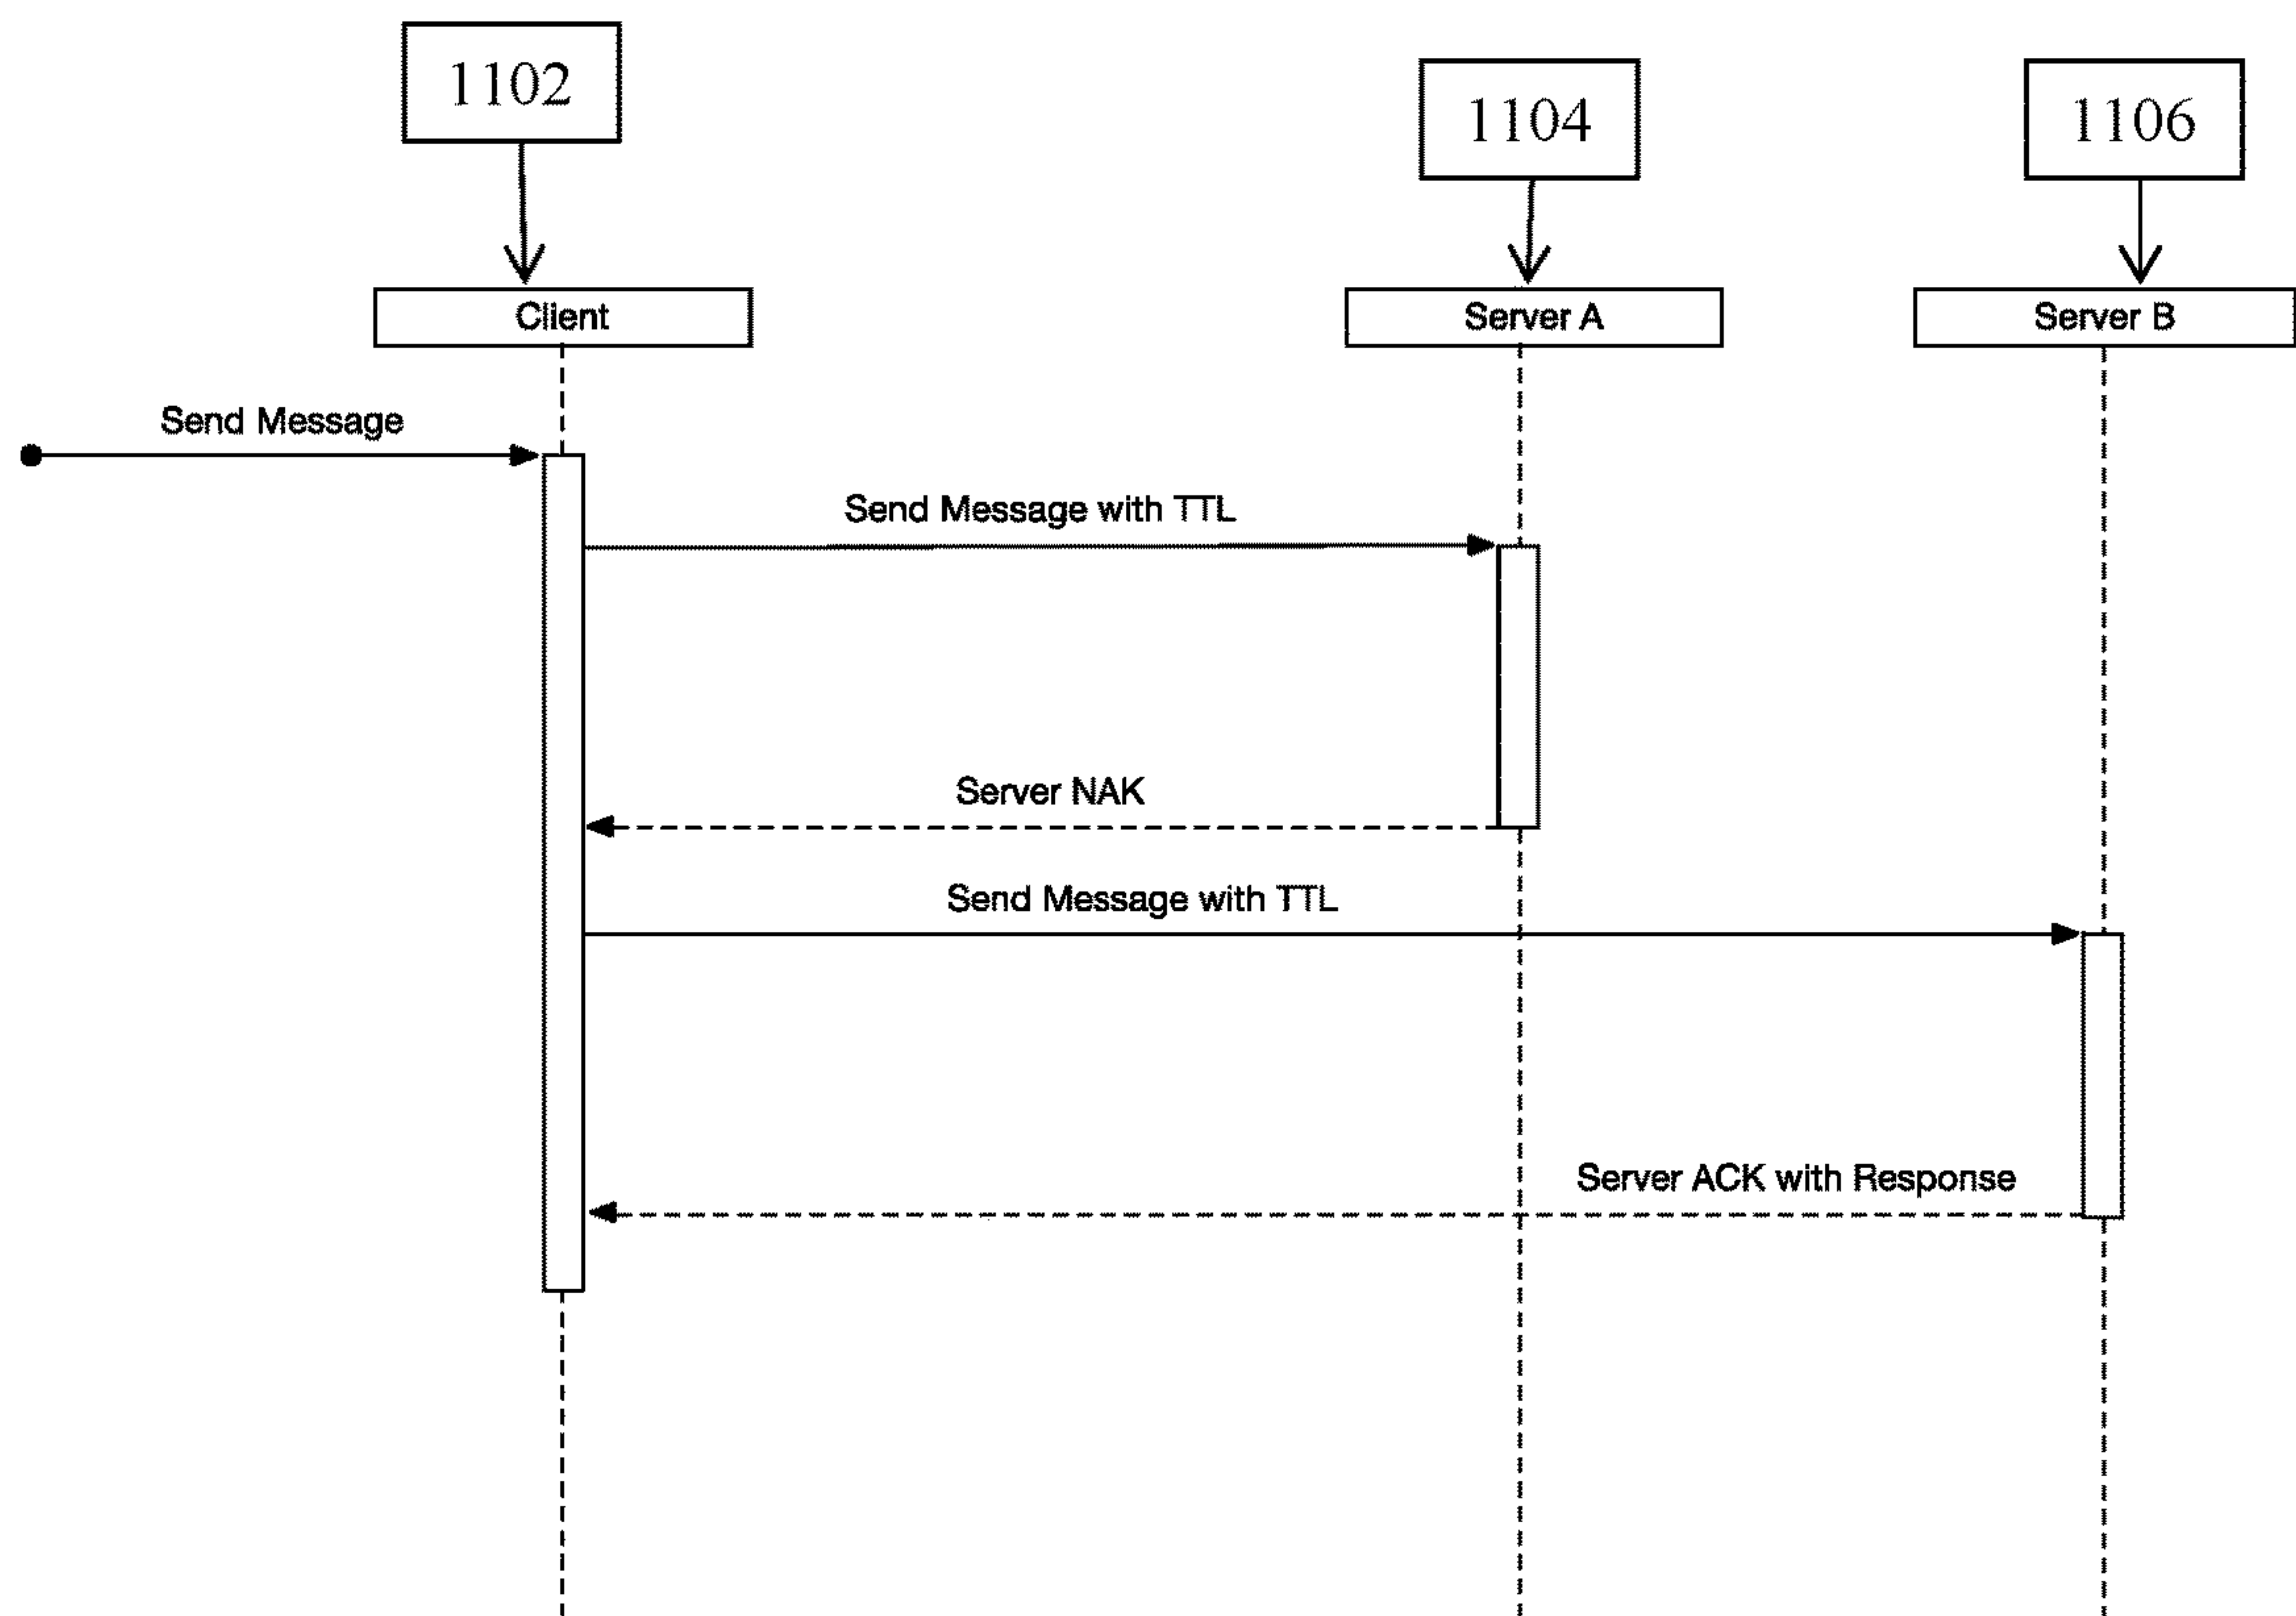 1102
1104
1106
Client
Server A
Server B
Send Message
Send Message with TTL
Server NAK
Send Message with TTL
Server ACK with Response